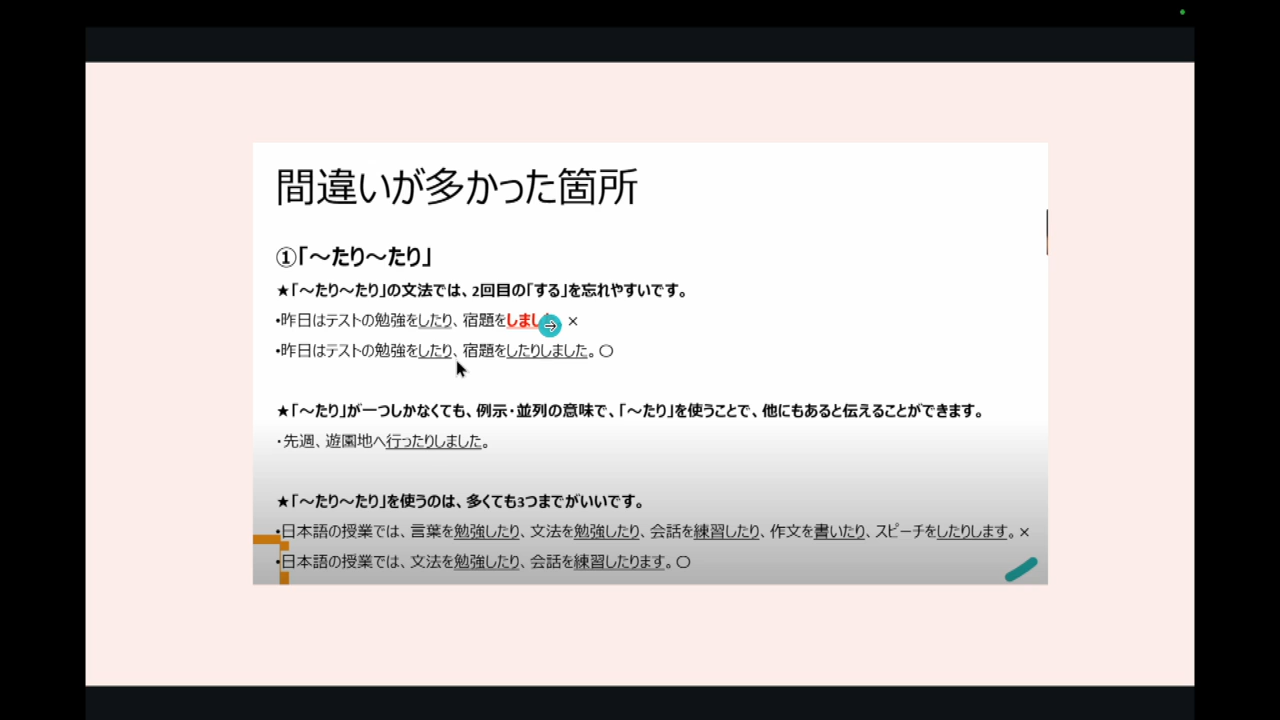 間違いが多かった箇所
①「～たり～たり」
★「～たり～たり」の文法では、2回目の「する」を忘れやすいです。
•昨日はテストの勉強をしたり、宿題をしまし ×
•昨日はテストの勉強をしたり、宿題をしたりしました。〇
★「～たり」が一つしかなくても、例示・並列の意味で、「～たり」を使うことで、他にもあると伝えることができます。
・先週、遊園地へ行ったりしました。
★「～たり～たり」を使うのは、多くても3つまでがいいです。
•日本語の授業では、言葉を勉強したり、文法を勉強したり、会話を練習したり、作文を書いたり、スピーチをしたりします。×
•日本語の授業では、文法を勉強したり、会話を練習したります。〇